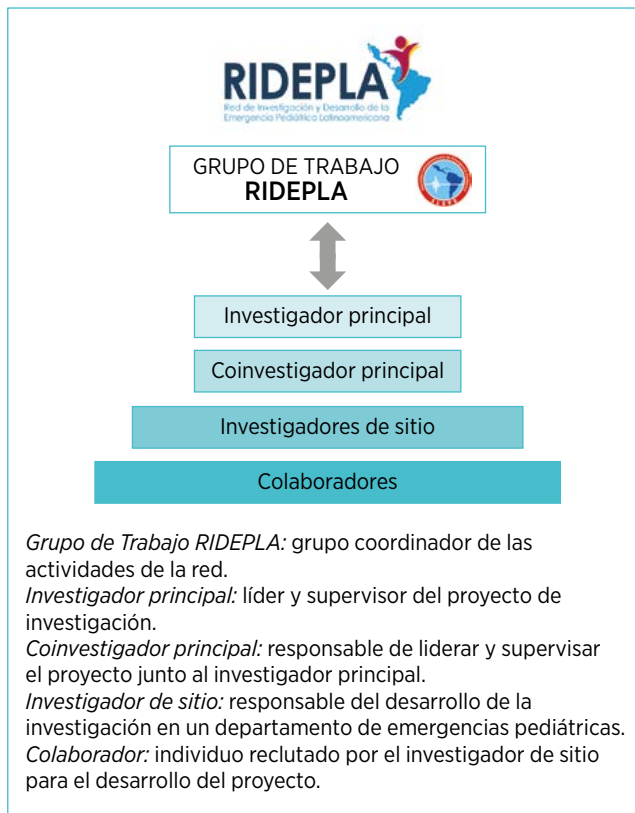 RIDEPLA
Red de Investigación y Desarrollo de la
Emergencia Pediátrica Latinoamericana
GRUPO DE TRABAJO
RIDEPLA
Investigador principal
Coinvestigador principal
Investigadores de sitio
Colaboradores
Grupo de Trabajo RIDEPLA: grupo coordinador de las
actividades de la red.
Investigador principal: líder y supervisor del proyecto de
investigación.
Coinvestigador principal: responsable de liderar y supervisar
el proyecto junto al investigador principal.
Investigador de sitio: responsable del desarrollo de la
investigación en un departamento de emergencias pediátricas.
Colaborador: individuo reclutado por el investigador de sitio
para el desarrollo del proyecto.